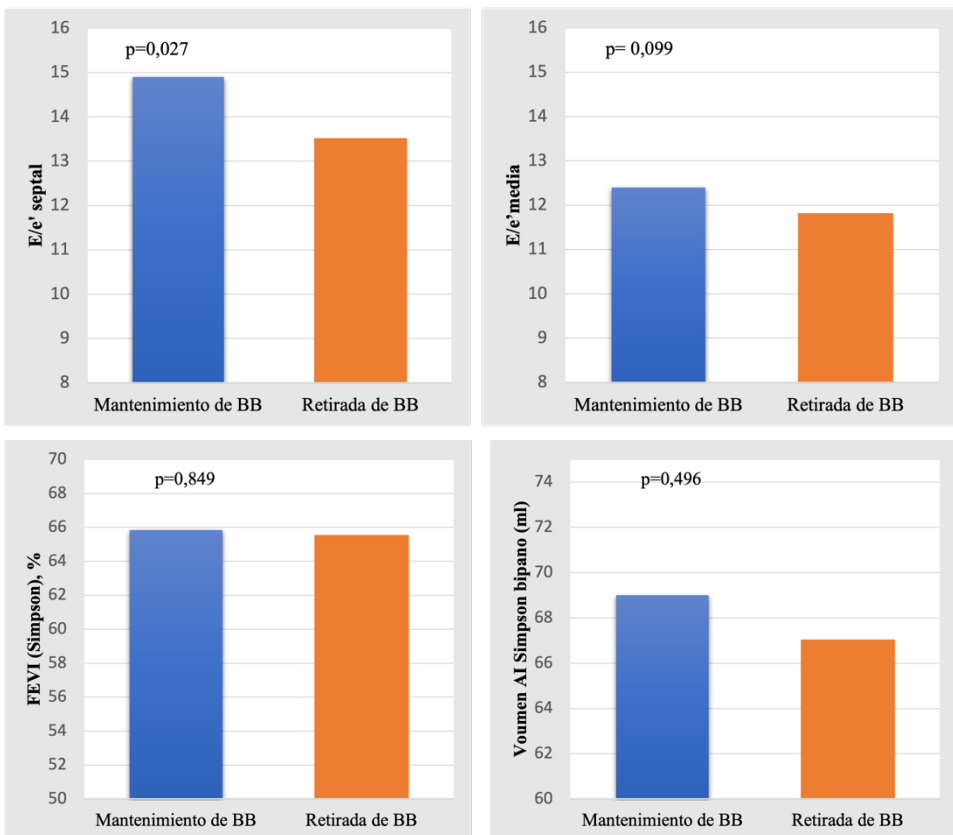 E/e' septal
16
15
14
13
12
11
10
9
8
p=0,027
Mantenimiento de BB
Retirada de BB
E/e’media
16
15
14
13
12
11
10
9
8
p= 0,099
Mantenimiento de BB
Retirada de BB
FEVI (Simpson), %
70
68
66
64
62
60
58
56
54
52
50
p=0,849
Mantenimiento de BB
Retirada de BB
Voumen AI Simpson bipano (ml)
74
72
70
68
66
64
62
60
p=0,496
Mantenimiento de BB
Retirada de BB